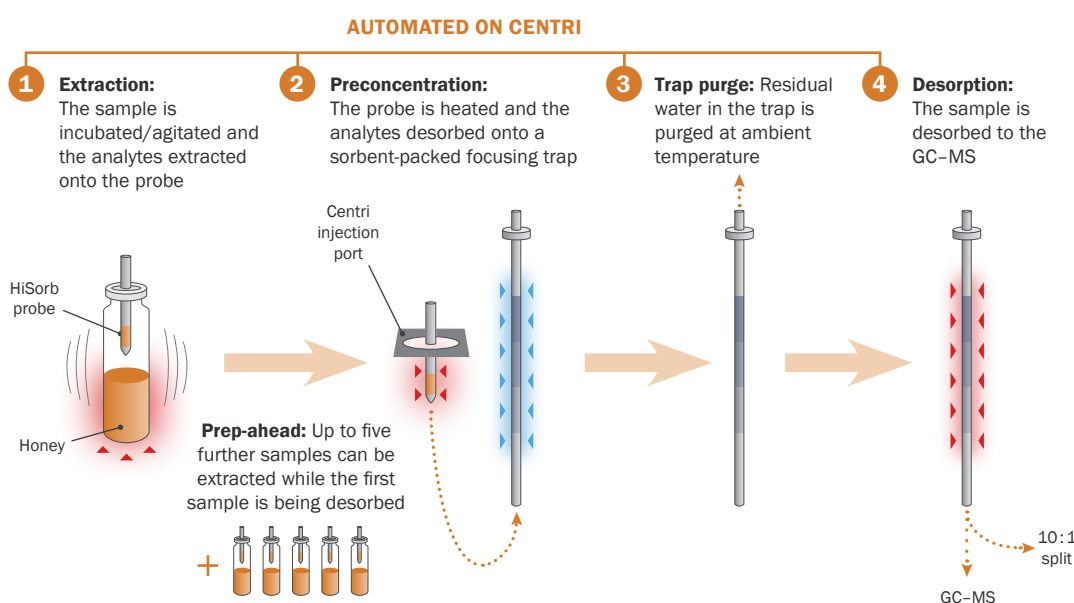 AUTOMATED ON CENTRI
1
Extraction:
The sample is
incubated/agitated and
the analytes extracted
onto the probe
2
Preconcentration:
The probe is heated and the
analytes desorbed onto a
sorbent-packed focusing trap
3
Trap purge: Residual
water in the trap is
purged at ambient
temperature
4
Desorption:
The sample is
desorbed to the
GC–MS
HiSorb
probe
Honey
Centri
injection
port
Prep-ahead: Up to five
further samples can be
extracted while the first
sample is being desorbed
+
10:1
split
GC–MS